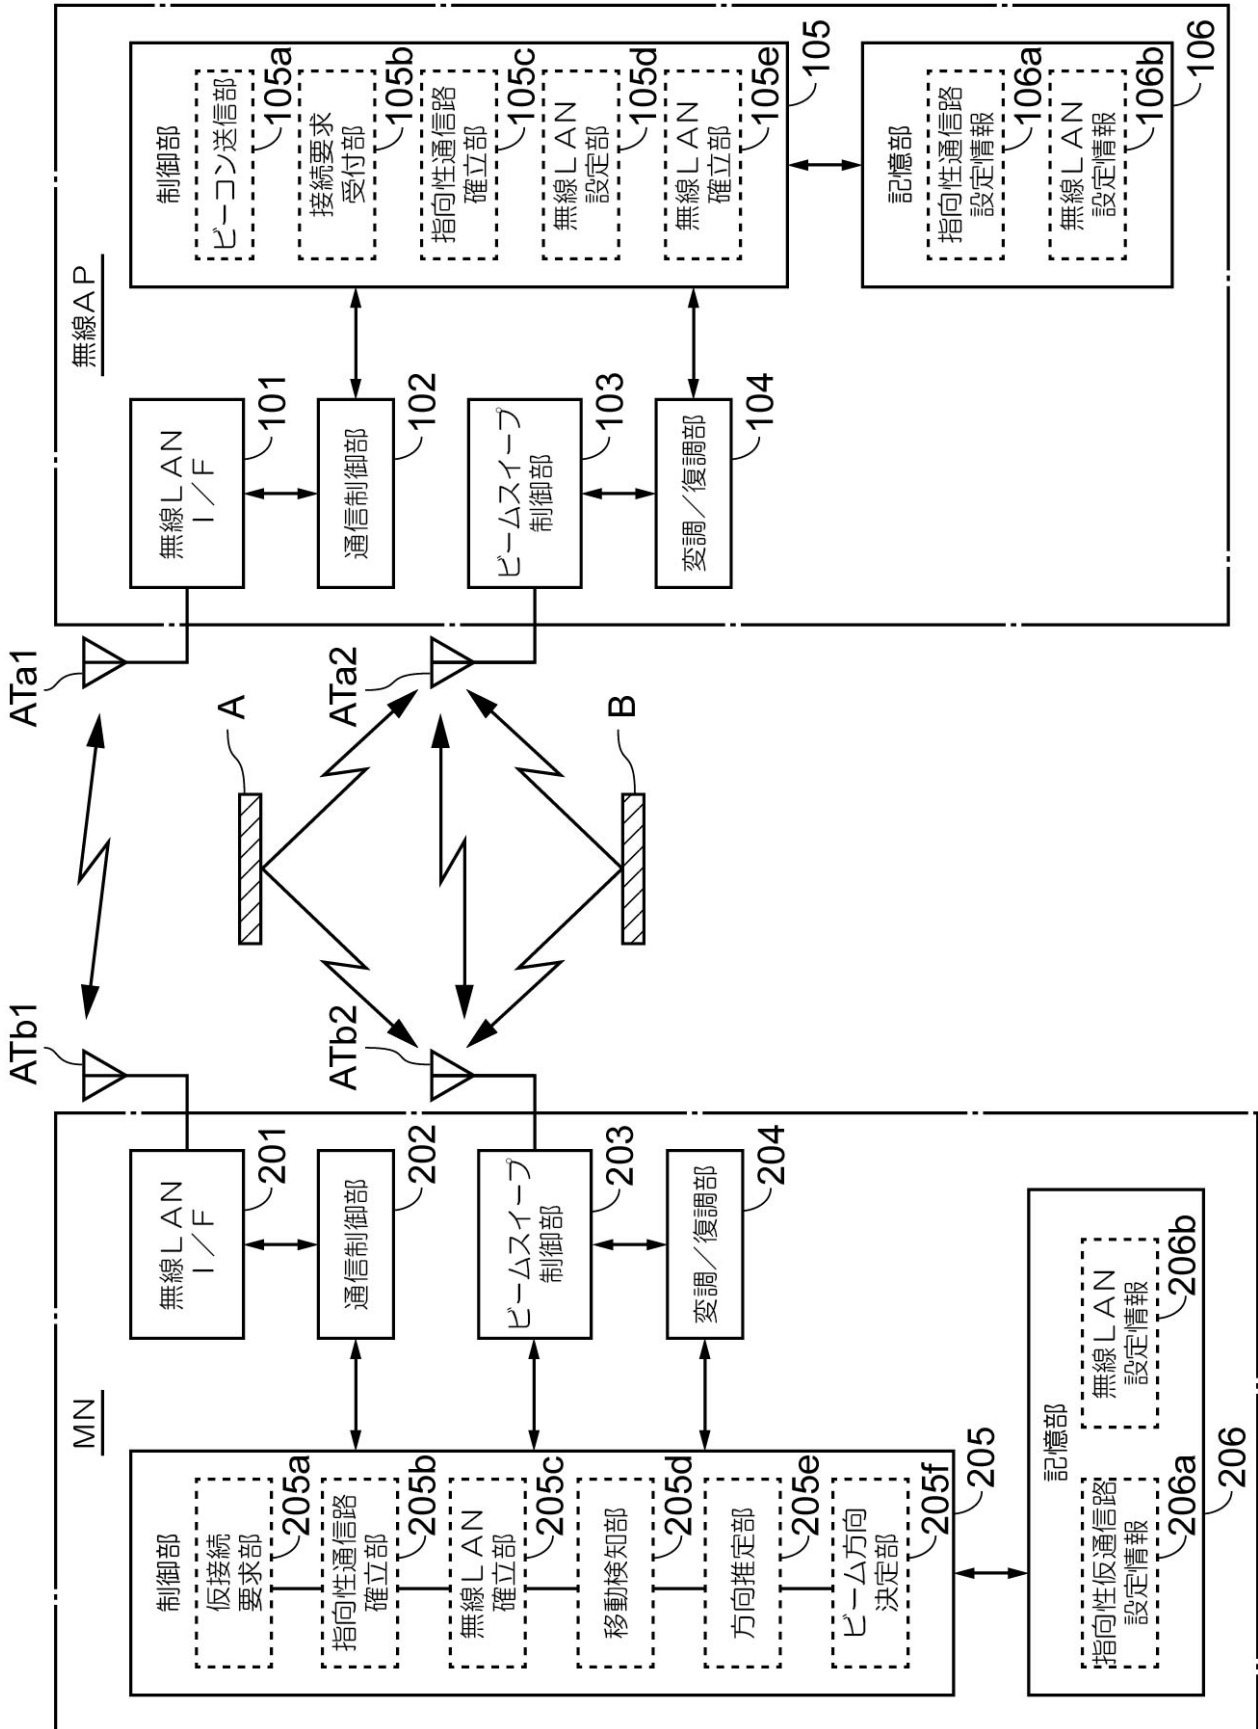 MN
制御部
仮接続
要求部
205a
指向性通信路
確立部
205b
無線LAN
確立部
205c
移動検知部
205d
方向推定部
205e
ビーム方向
決定部
205f
205
無線LAN
I/F
201
通信制御部
202
ビームスイープ
制御部
203
変調/復調部
204
記憶部
指向性仮通信路
設定情報
206a
無線LAN
設定情報
206b
206
ATb1
ATb2
A
B
ATa1
ATa2
無線AP
無線LAN
I/F
101
通信制御部
102
ビームスイープ
制御部
103
変調/復調部
104
制御部
ビーコン送信部
105a
接続要求
受付部
105b
指向性通信路
確立部
105c
無線LAN
設定部
105d
無線LAN
確立部
105e
105
記憶部
指向性通信路
設定情報
106a
無線LAN
設定情報
106b
106